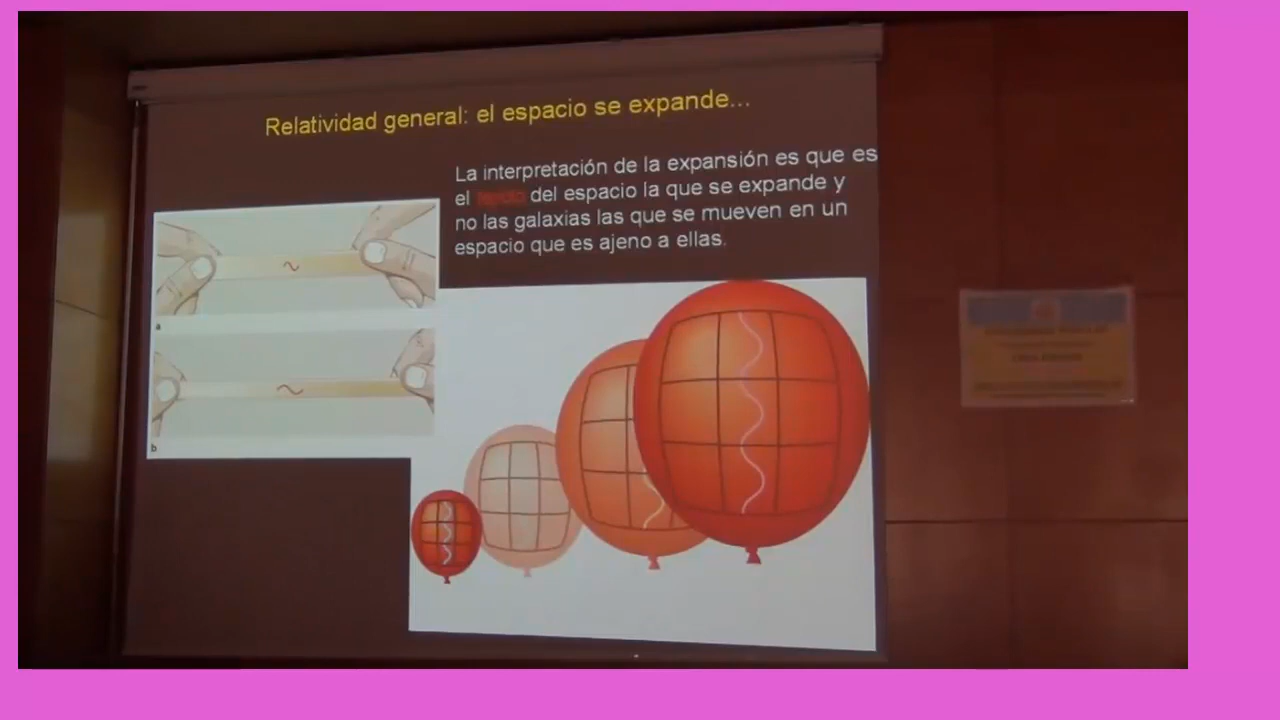 Relatividad general: el espacio se expande...
La interpretación de la expansión es que es
el del espacio la que se expande y
no las galaxias las que se mueven en un
espacio que es ajeno a ellas.
a
b